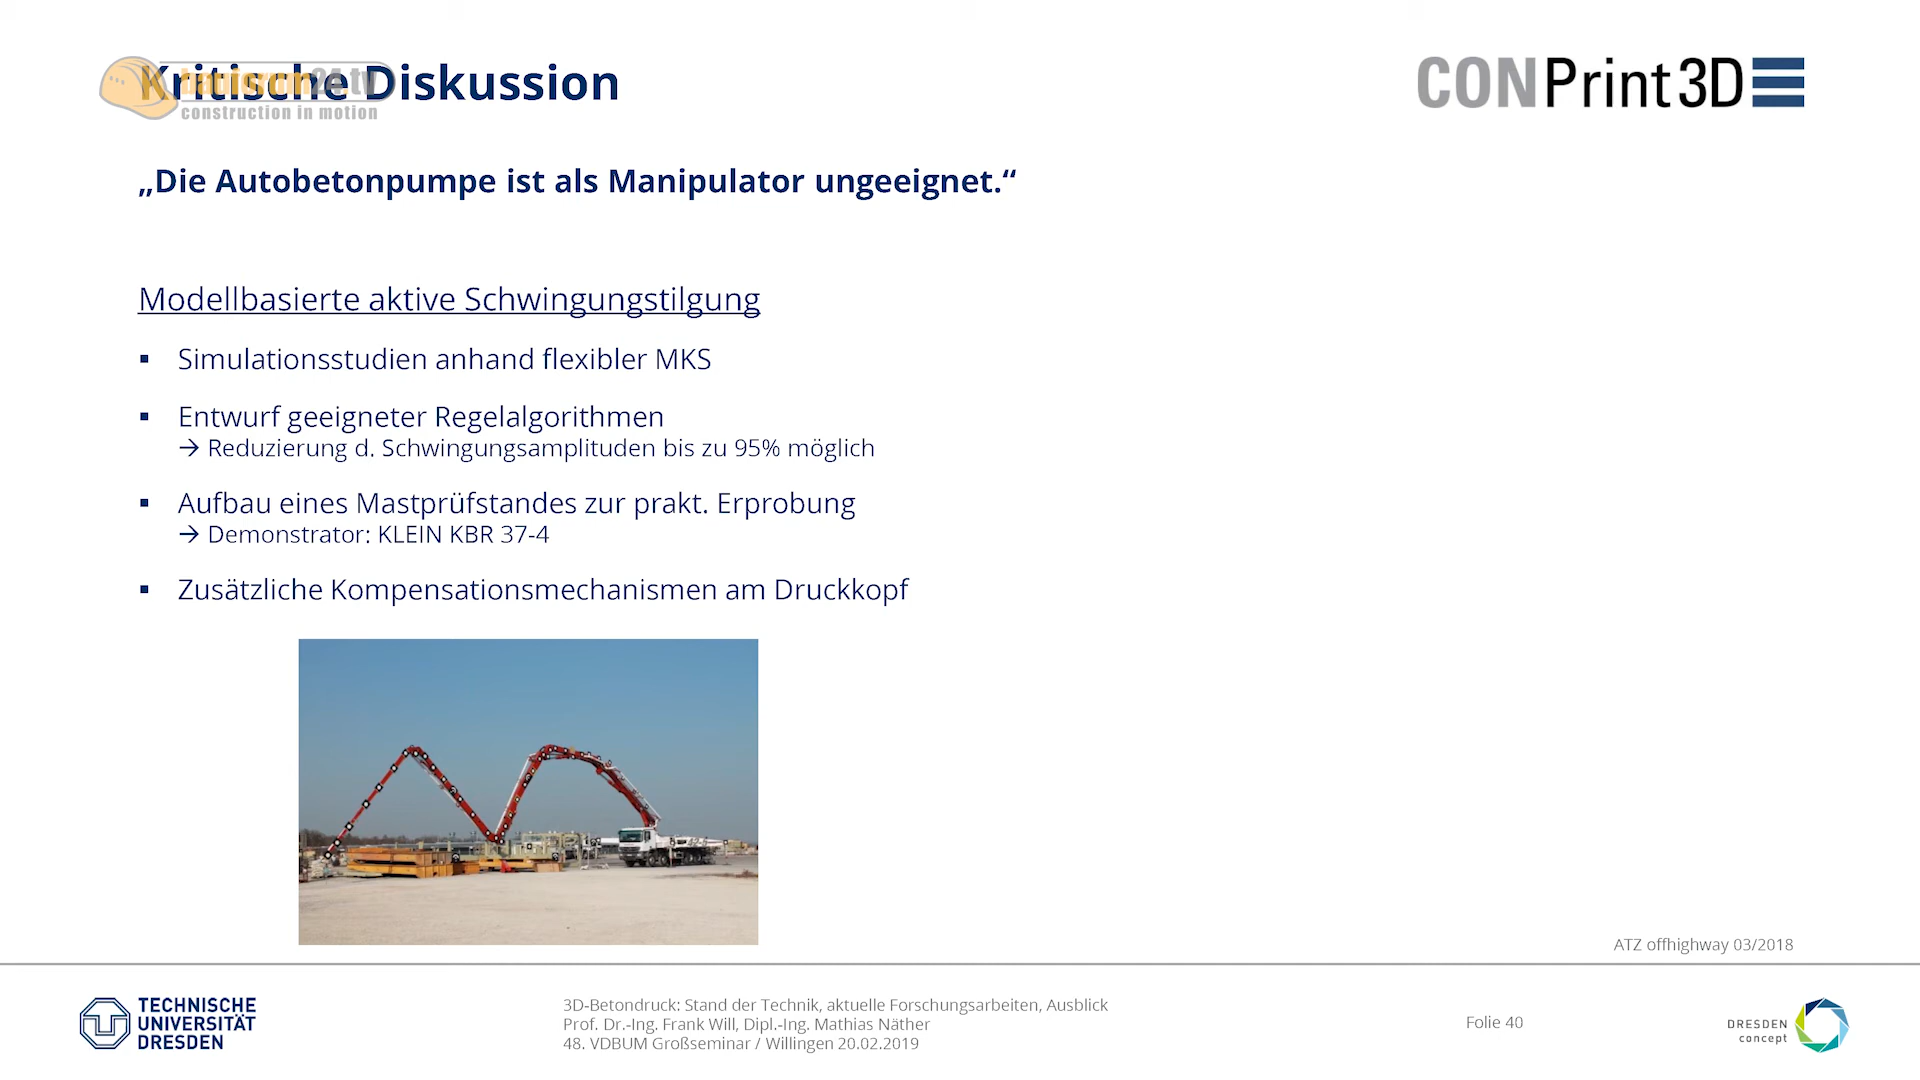 Kritische Diskussion
bauforum24.tv
construction in motion
CONPrint3D
„Die Autobetonpumpe ist als Manipulator ungeeignet.“
Modellbasierte aktive Schwingungstilgung
▪ Simulationsstudien anhand flexibler MKS
▪ Entwurf geeigneter Regelalgorithmen
→ Reduzierung d. Schwingungsamplituden bis zu 95% möglich
▪ Aufbau eines Mastprüfstandes zur prakt. Erprobung
→ Demonstrator: KLEIN KBR 37-4
▪ Zusätzliche Kompensationsmechanismen am Druckkopf
ATZ offhighway 03/2018
TECHNISCHE
UNIVERSITÄT
DRESDEN
3D-Betondruck: Stand der Technik, aktuelle Forschungsarbeiten, Ausblick
Prof. Dr.-Ing. Frank Will, Dipl.-Ing. Mathias Näther
48. VDBUM Großseminar / Willingen 20.02.2019
Folie 40
DRESDEN
concept